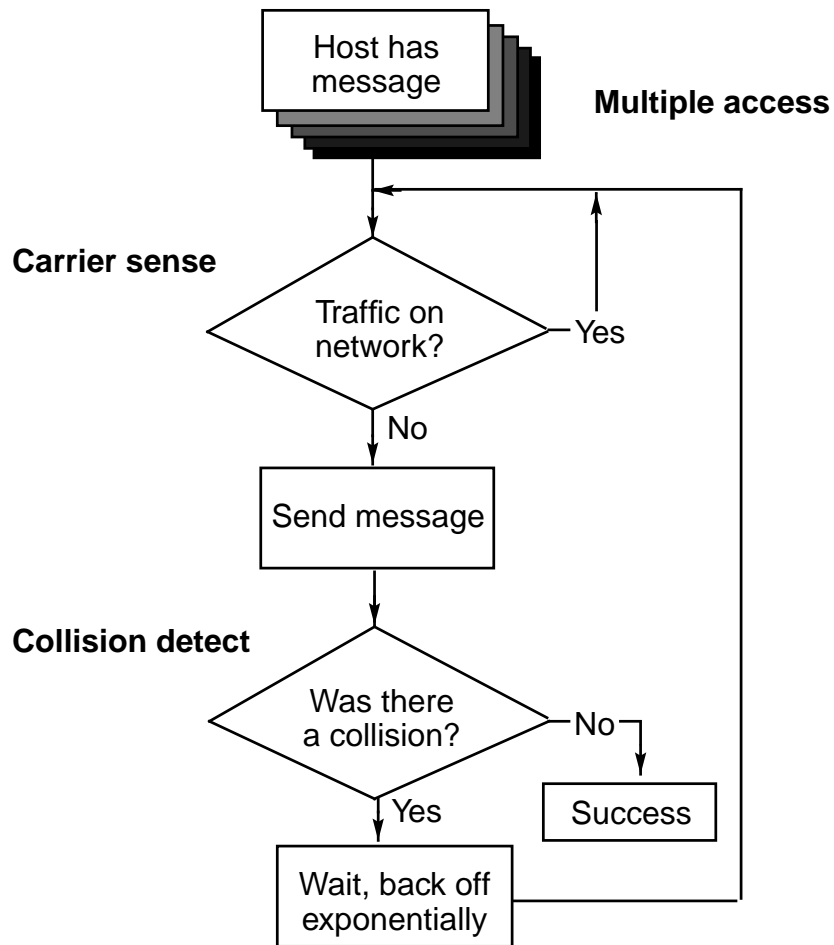 Host has
message
Multiple access
Carrier sense
Traffic on
network?
Yes
No
Send message
Collision detect
Was there
a collision?
No
Success
Yes
Wait, back off
exponentially